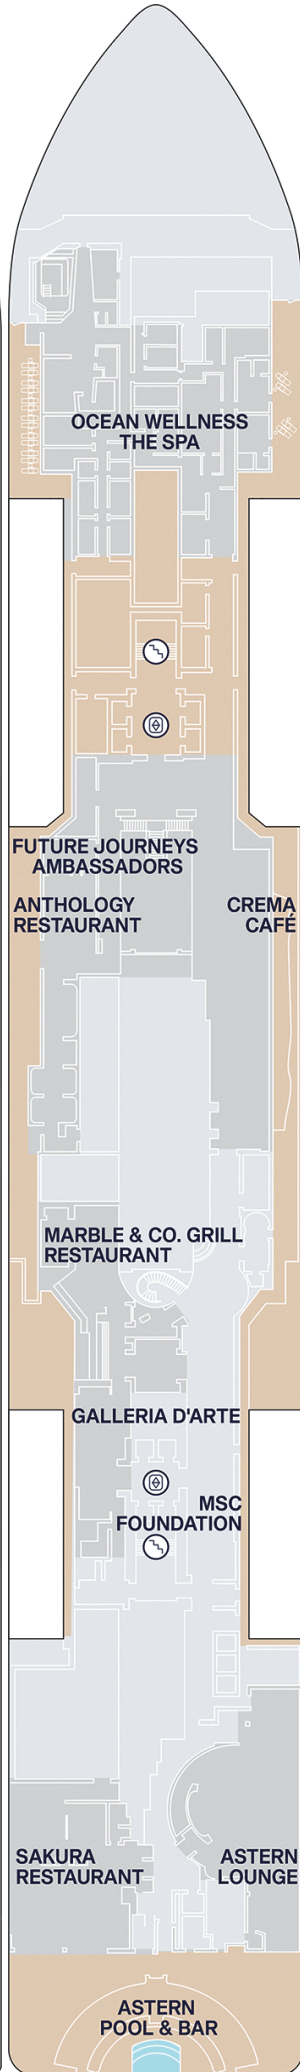 OCEAN WELLNESS
THE SPA
FUTURE JOURNEYS
AMBASSADORS
ANTHOLOGY
RESTAURANT
CREMA
CAFÉ
MARBLE & CO. GRILL
RESTAURANT
GALLERIA D'ARTE
MSC
FOUNDATION
SAKURA
RESTAURANT
ASTERN
LOUNGE
ASTERN
POOL & BAR